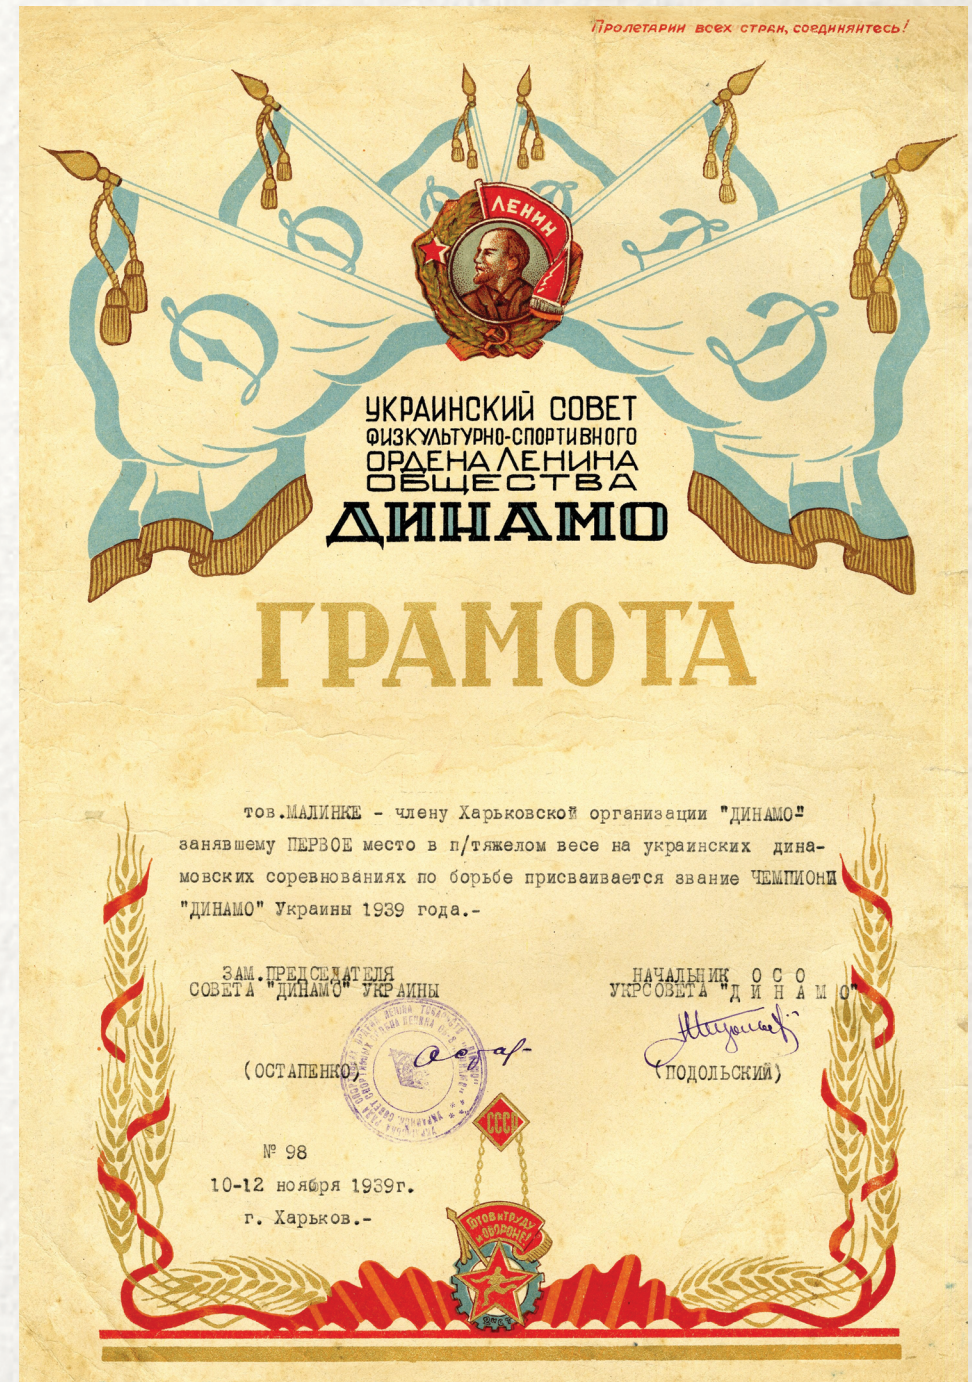 Пролетарии всех стран, соединяйтесь!
ЛЕНИН
УКРАИНСКИЙ СОВЕТ
ФИЗКУЛЬТУРНО-СПОРТИВНОГО
ОРДЕНА ЛЕНИНА
ОБЩЕСТВА
ДИНАМО
ГРАМОТА
тов.МАЛИНКЕ - члену Харьковской организации "ДИНАМО"
занявшему ПЕРВОЕ место в п/тяжелом весе на украинских дина-
мовских соревнованиях по борьбе присваивается звание ЧЕМПИОНА
"ДИНАМО" Украины 1939 года.-
ЗАМ.ПРЕДСЕДАТЕЛЯ
СОВЕТА "ДИНАМО" УКРАИНЫ
(ОСТАПЕНКО)
НАЧАЛЬНИК О С О
УКРСОВЕТА "Д И Н А М О"
(ПОДОЛЬСКИЙ)
№ 98
10-12 ноября 1939г.
г. Харьков.-
СССР
ГОТОВ К ТРУДУ
И ОБОРОНЕ!